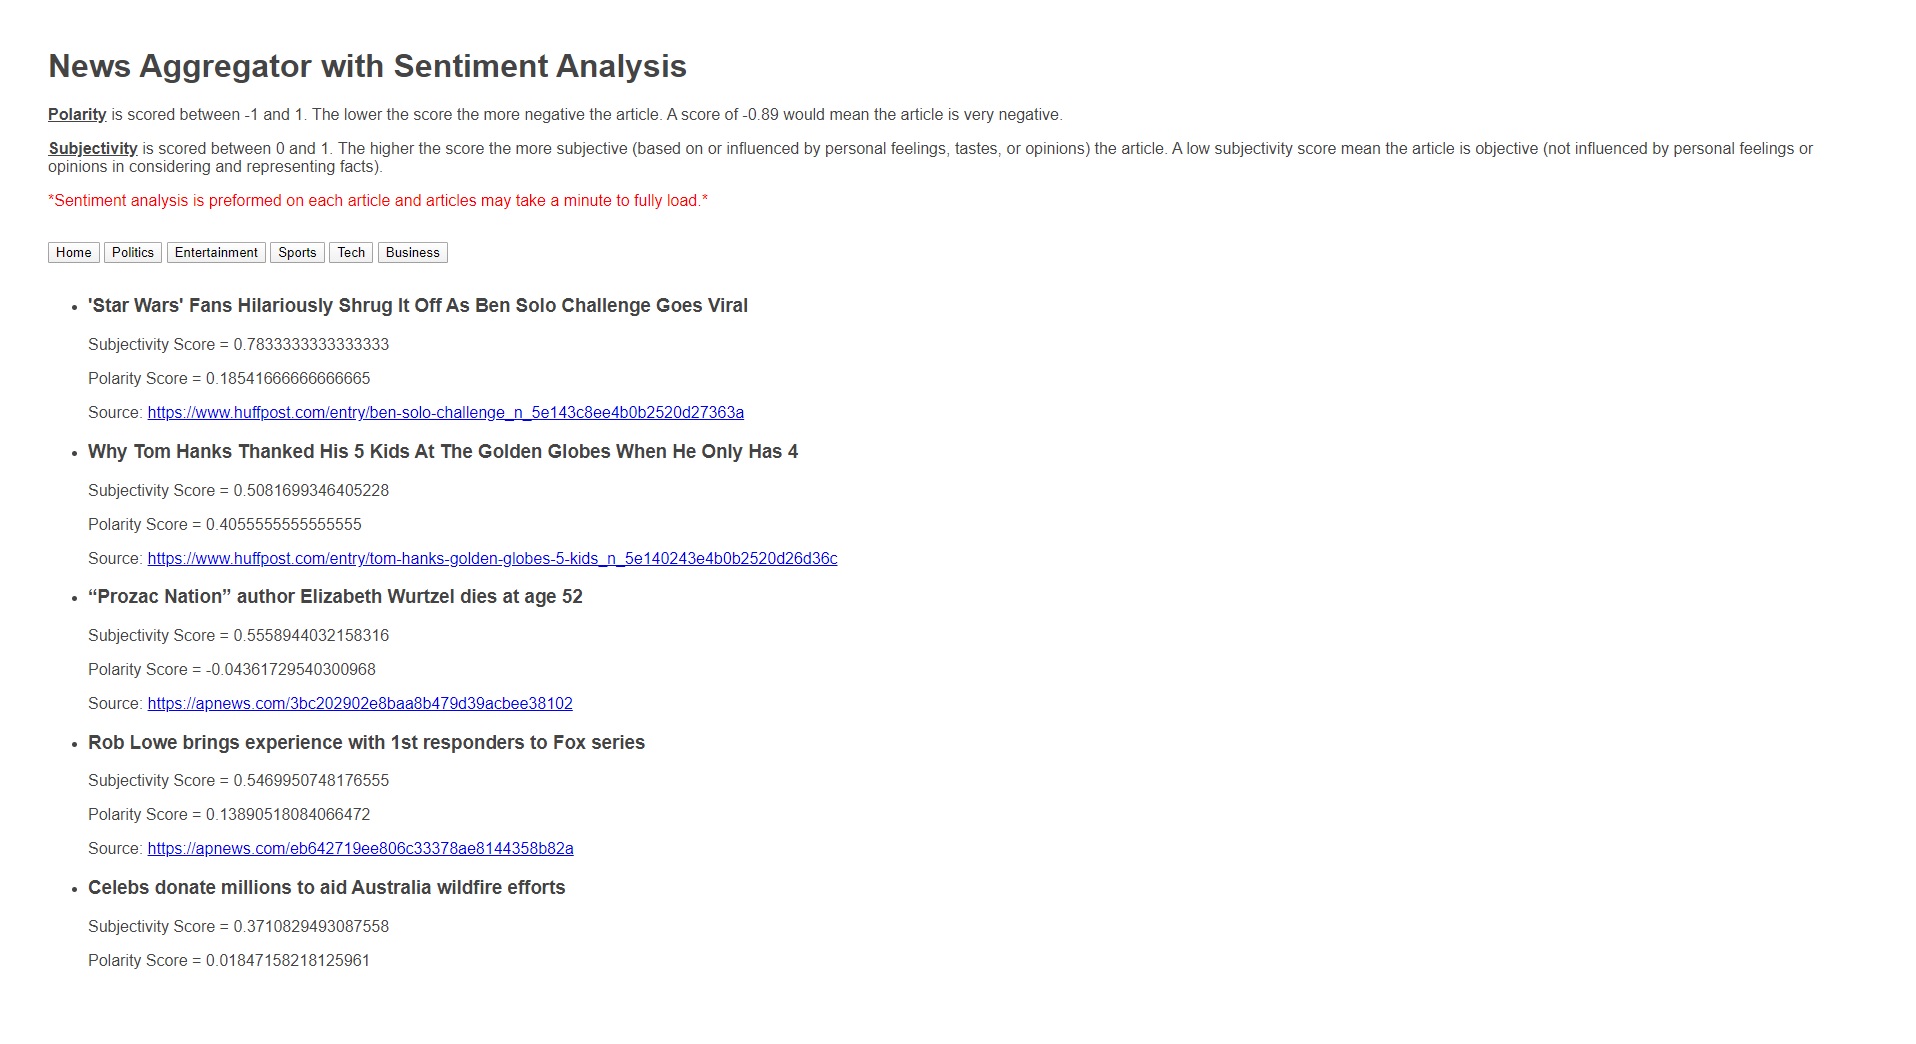 News Aggregator with Sentiment Analysis
Polarity is scored between -1 and 1. The lower the score the more negative the article. A score of -0.89 would mean the article is very negative.
Subjectivity is scored between 0 and 1. The higher the score the more subjective (based on or influenced by personal feelings, tastes, or opinions) the article. A low subjectivity score mean the article is objective (not influenced by personal feelings or
opinions in considering and representing facts).
*Sentiment analysis is preformed on each article and articles may take a minute to fully load.*
Home Politics Entertainment Sports Tech Business
• 'Star Wars' Fans Hilariously Shrug It Off As Ben Solo Challenge Goes Viral
Subjectivity Score = 0.7833333333333333
Polarity Score = 0.18541666666666665
Source: https://www.huffpost.com/entry/ben-solo-challenge_n_5e143c8ee4b0b2520d27363a
• Why Tom Hanks Thanked His 5 Kids At The Golden Globes When He Only Has 4
Subjectivity Score = 0.5081699346405228
Polarity Score = 0.4055555555555555
Source: https://www.huffpost.com/entry/tom-hanks-golden-globes-5-kids_n_5e140243e4b0b2520d26d36c
• “Prozac Nation” author Elizabeth Wurtzel dies at age 52
Subjectivity Score = 0.5558944032158316
Polarity Score = -0.04361729540300968
Source: https://apnews.com/3bc202902e8baa8b479d39acbee38102
• Rob Lowe brings experience with 1st responders to Fox series
Subjectivity Score = 0.5469950748176555
Polarity Score = 0.13890518084066472
Source: https://apnews.com/eb642719ee806c33378ae8144358b82a
• Celebs donate millions to aid Australia wildfire efforts
Subjectivity Score = 0.3710829493087558
Polarity Score = 0.01847158218125961